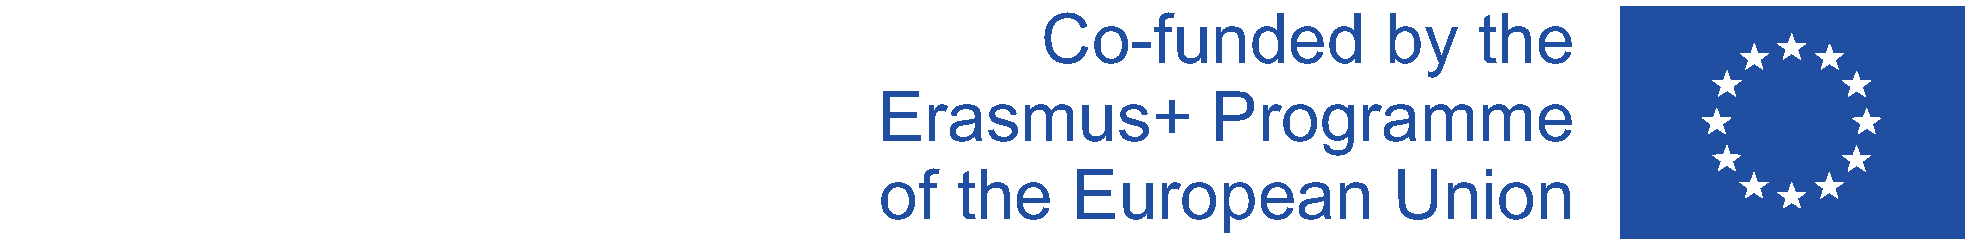 Co-funded by the
Erasmus+ Programme
of the European Union